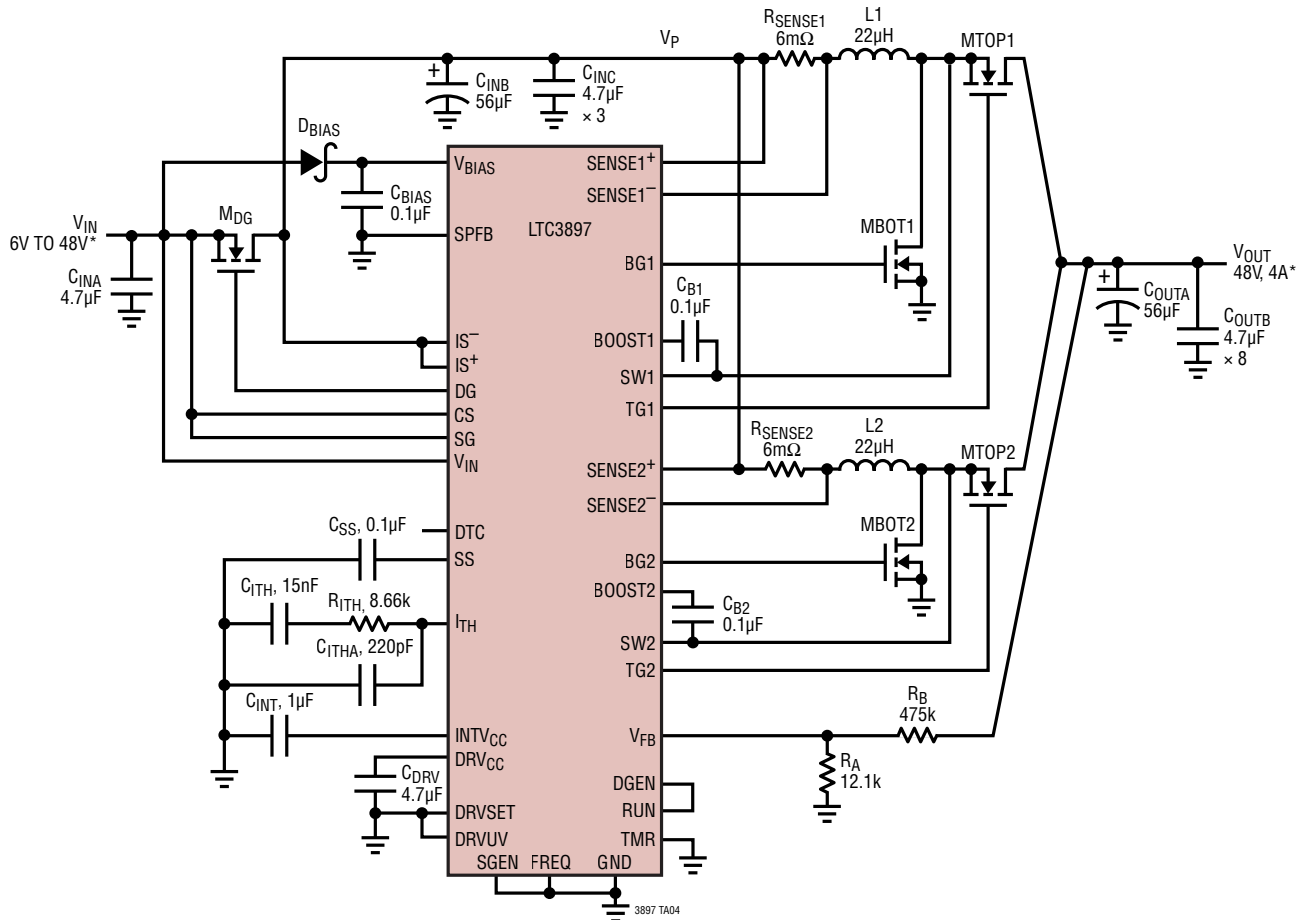 RSENSE1
6mΩ
L1
22µH
MTOP1
VP
+
CINB
56µF
CINC
4.7µF
× 3
DBIAS
CBIAS
0.1µF
VIN
6V TO 48V*
CINA
4.7µF
MDG
VBIAS
SPFB
IS–
IS+
DG
CS
SG
VIN
DTC
SS
ITH
INTVCC
DRVCC
DRVSET
DRVUV
SGEN FREQ GND
LTC3897
SENSE1+
SENSE1–
BG1
BOOST1
SW1
TG1
SENSE2+
SENSE2–
BG2
BOOST2
SW2
TG2
VFB
DGEN
RUN
TMR
MBOT1
CB1
0.1µF
RSENSE2
6mΩ
L2
22µH
MTOP2
MBOT2
CB2
0.1µF
RB
475k
RA
12.1k
VOUT
48V, 4A*
+
COUTA
56µF
COUTB
4.7µF
× 8
CSS, 0.1µF
CITH, 15nF
RITH, 8.66k
CITHA, 220pF
CINT, 1µF
CDRV
4.7µF
3897 TA04